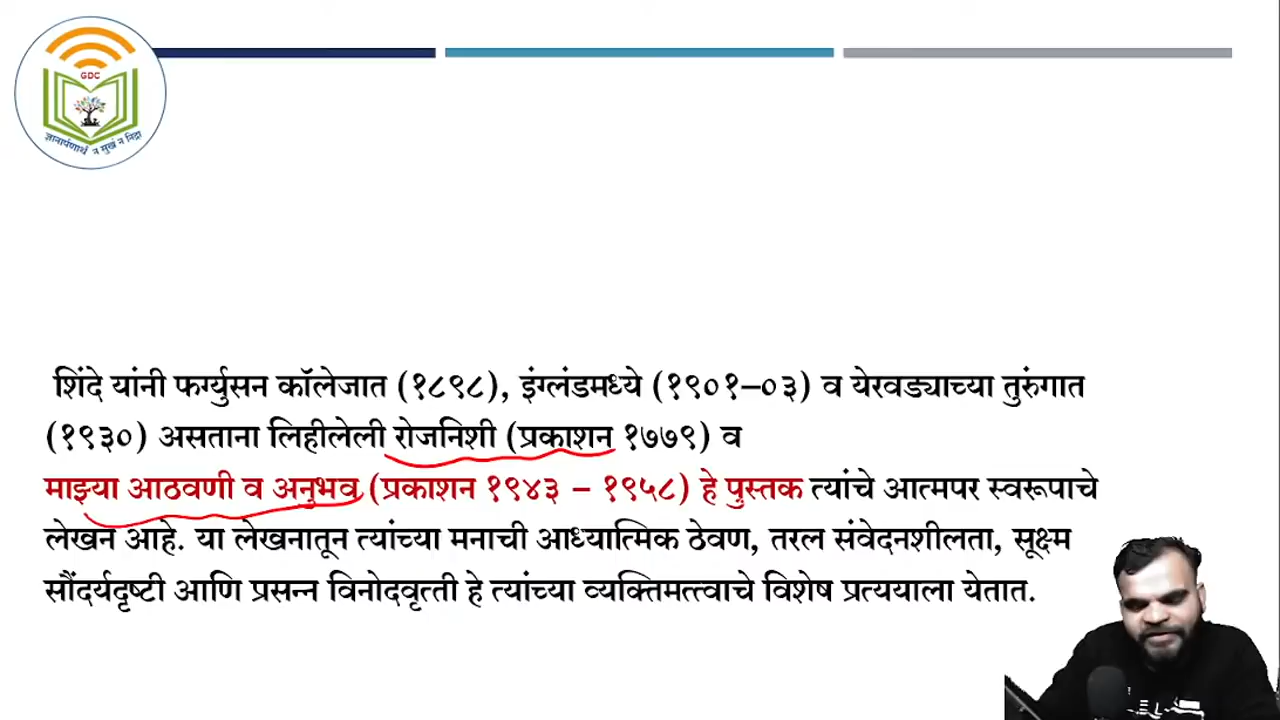 GDC
ज्ञानार्पणार्थं न मुखं न निद्रा
शिंदे यांनी फर्ग्युसन कॉलेजात (१८९८), इंग्लंडमध्ये (१९०१–०३) व येरवड्याच्या तुरुंगात
(१९३०) असताना लिहीलेली रोजनिशी (प्रकाशन १७७९) व
माझ्या आठवणी व अनुभव (प्रकाशन १९४३ – १९५८) हे पुस्तक त्यांचे आत्मपर स्वरूपाचे
लेखन आहे. या लेखनातून त्यांच्या मनाची आध्यात्मिक ठेवण, तरल संवेदनशीलता, सूक्ष्म
सौंदर्यदृष्टी आणि प्रसन्न विनोदवृत्ती हे त्यांच्या व्यक्तिमत्त्वाचे विशेष प्रत्ययाला येतात.